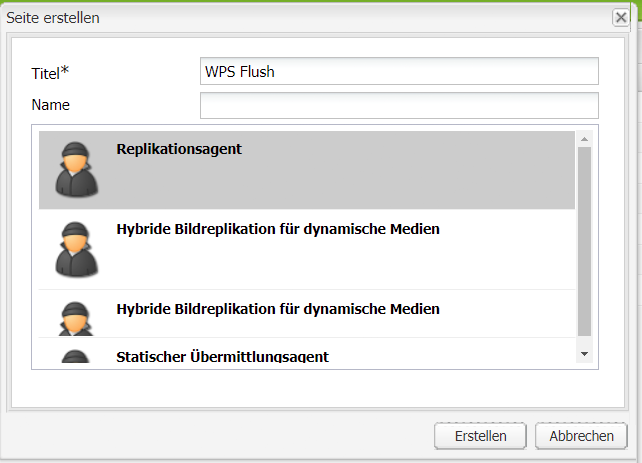 Seite erstellen
Titel*
WPS Flush
Name
Replikationsagent
Hybride Bildreplikation für dynamische Medien
Hybride Bildreplikation für dynamische Medien
Statischer Übermittlungsagent
Erstellen
Abbrechen